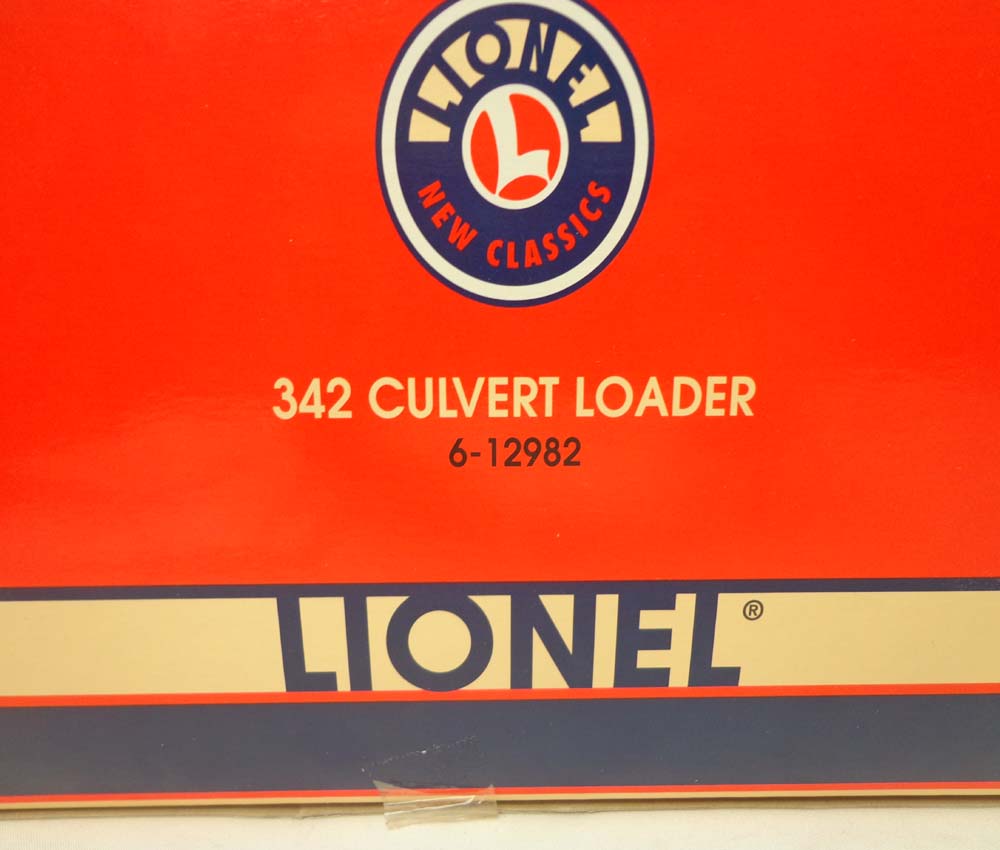 LIONEL
L
NEW CLASSICS
342 CULVERT LOADER
6-12982
LIONEL®